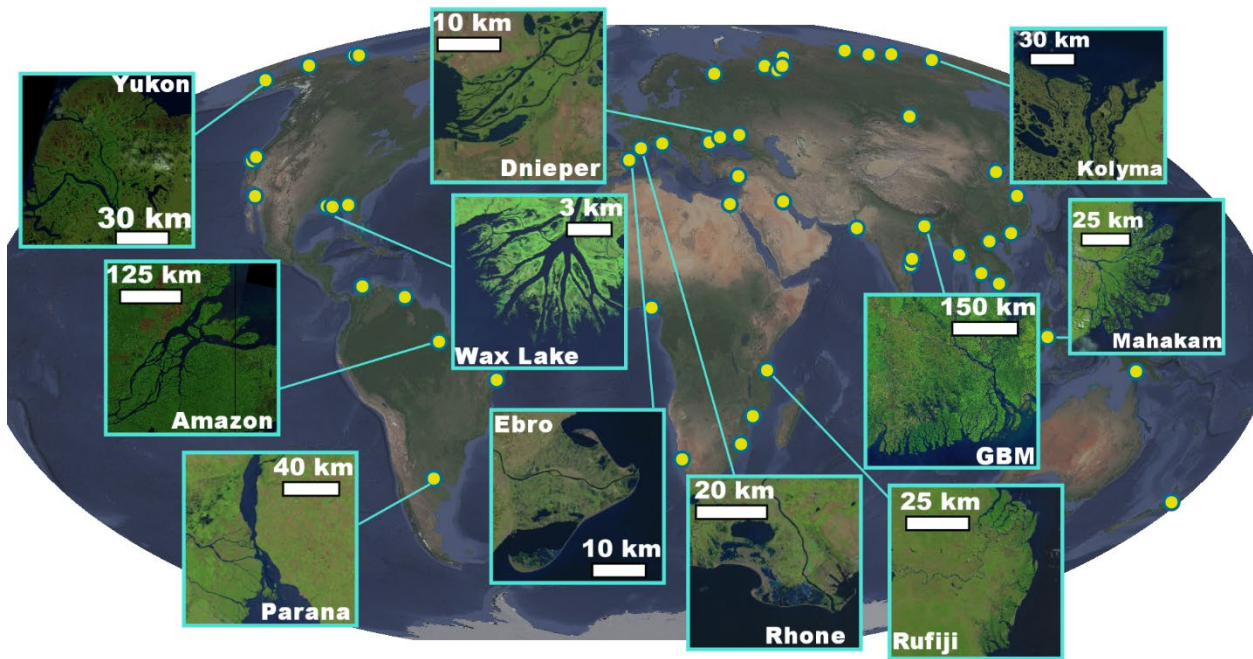 Yukon
30 km
125 km
Amazon
40 km
Parana
10 km
Dnieper
3 km
Wax Lake
Ebro
10 km
20 km
Rhone
25 km
Rufiji
150 km
GBM
30 km
Kolyma
25 km
Mahakam